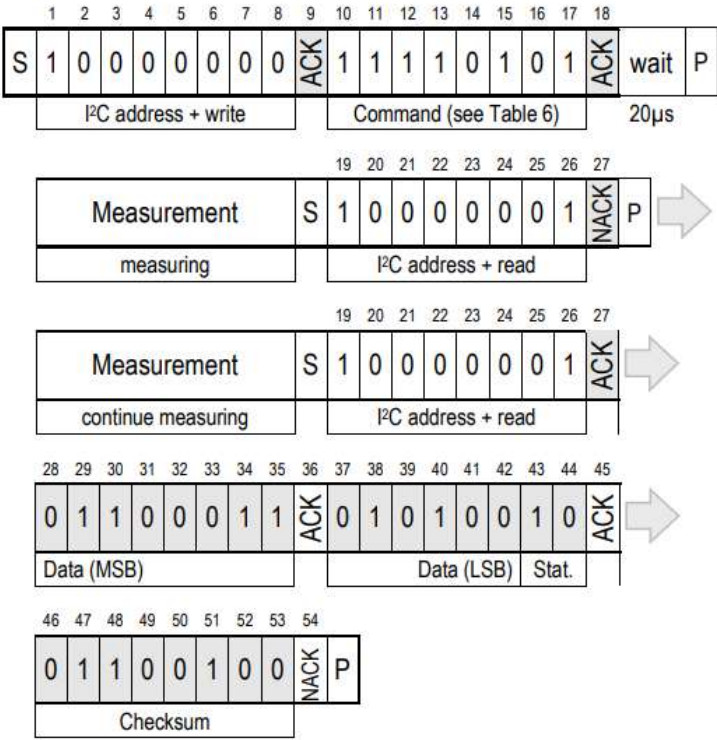 1 2 3 4 5 6 7 8 9 10 11 12 13 14 15 16 17 18
S 1 0 0 0 0 0 0 0 ACK 1 1 1 1 0 1 0 1 ACK wait P
I²C address + write Command (see Table 6) 20µs
19 20 21 22 23 24 25 26 27
Measurement S 1 0 0 0 0 0 0 1 NACK P
measuring I²C address + read
19 20 21 22 23 24 25 26 27
Measurement S 1 0 0 0 0 0 0 1 ACK
continue measuring I²C address + read
28 29 30 31 32 33 34 35 36 37 38 39 40 41 42 43 44 45
0 1 1 0 0 0 1 1 ACK 0 1 0 1 0 0 1 0 ACK
Data (MSB) Data (LSB) Stat.
46 47 48 49 50 51 52 53 54
0 1 1 0 0 1 0 0 NACK P
Checksum